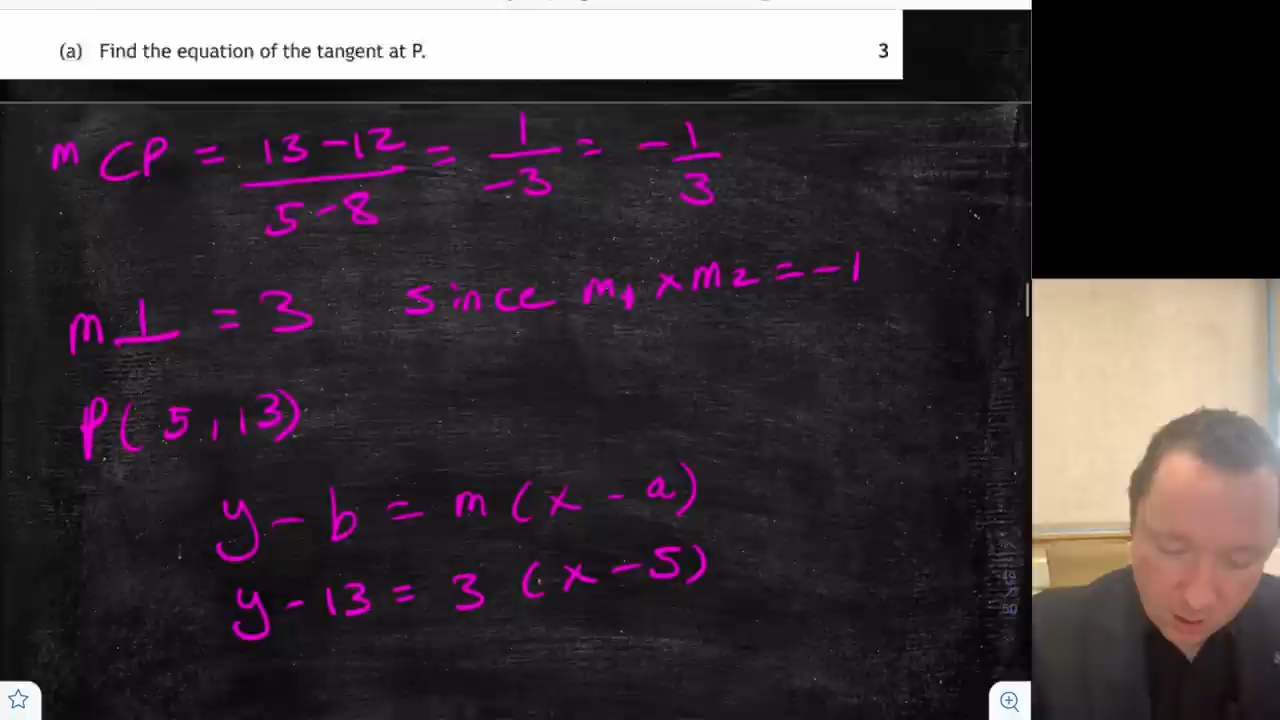 (a) Find the equation of the tangent at P. 3
m CP = 13-12/5-8 = 1/-3 = -1/3
m⊥ = 3 since m₁ × m₂ = -1
P(5,13)
y - b = m(x - a)
y - 13 = 3(x - 5)